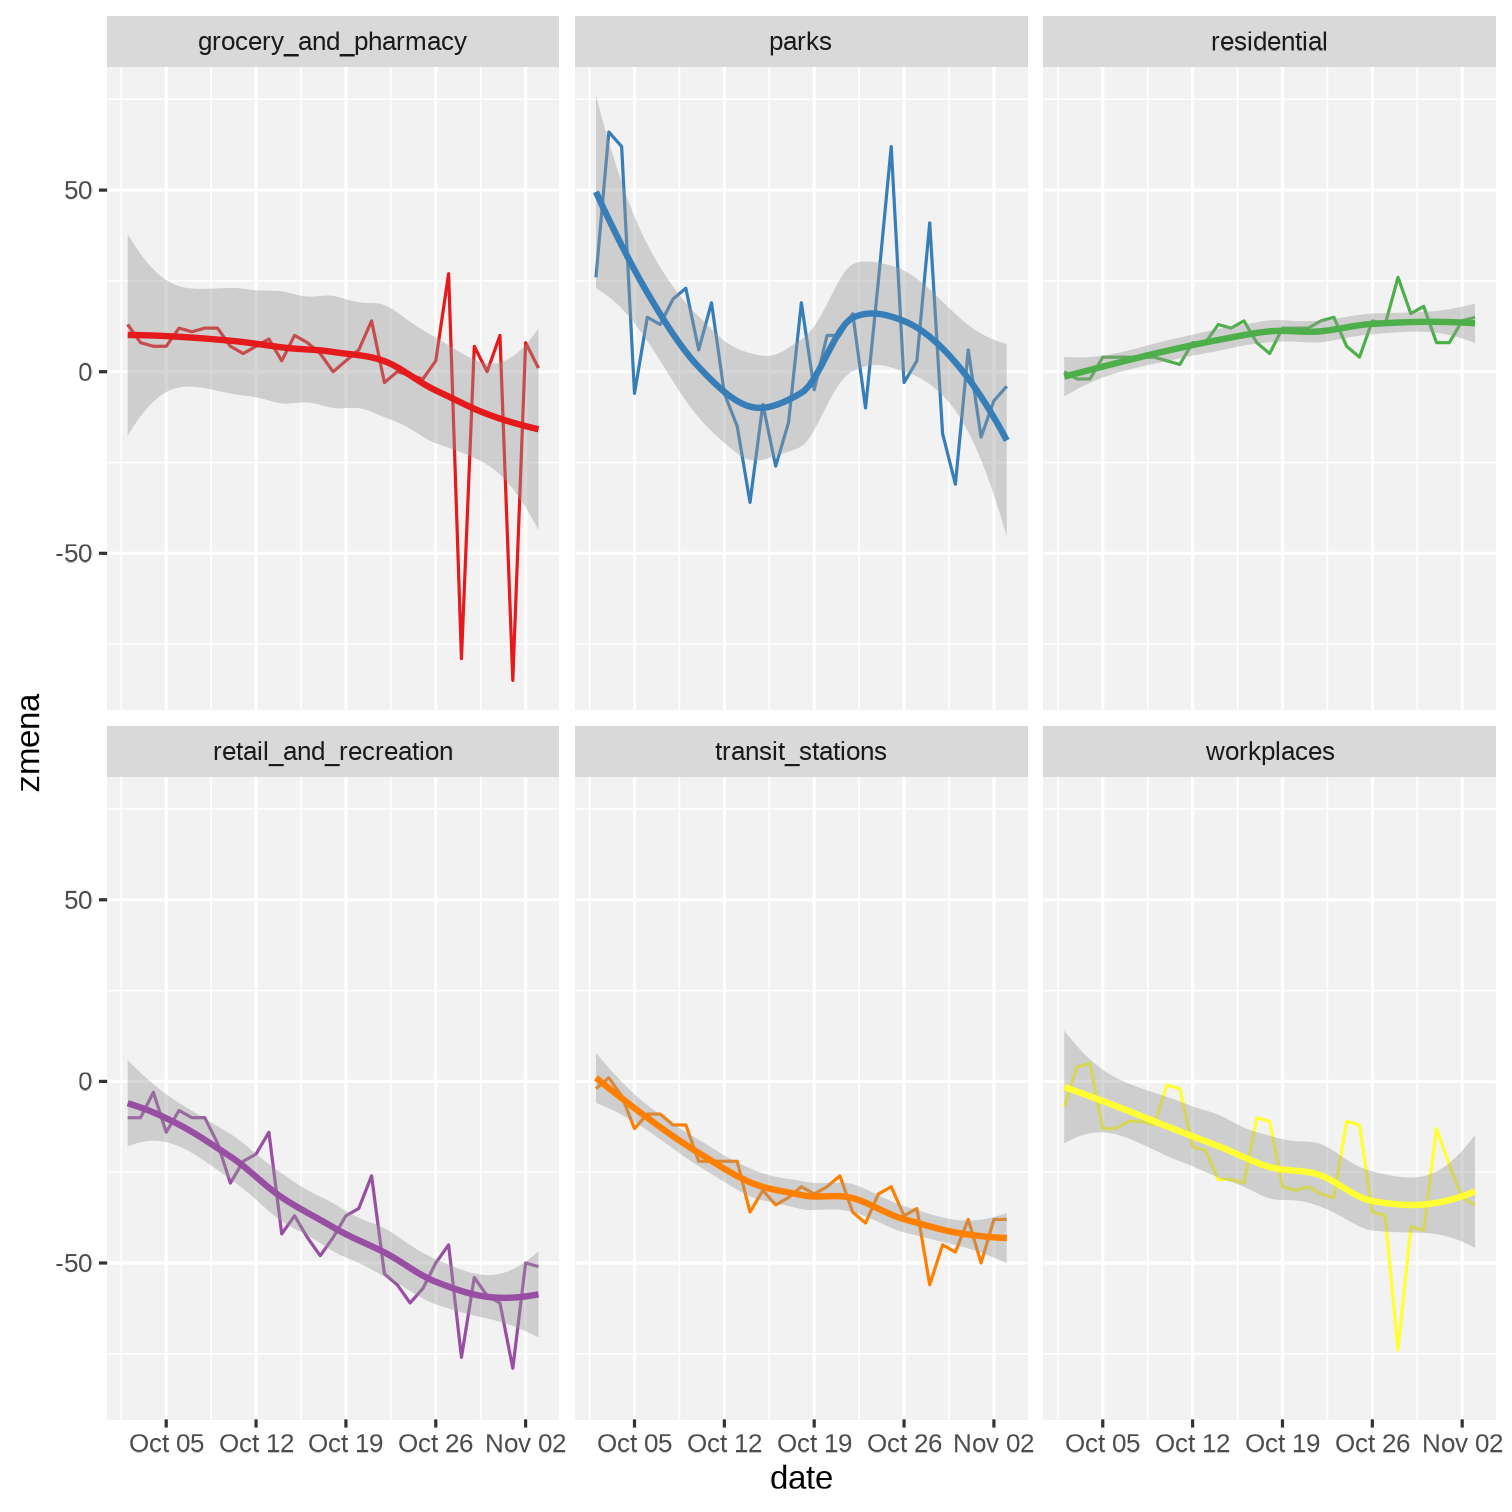 grocery_and_pharmacy
parks
residential
50
0
-50
zmena
retail_and_recreation
transit_stations
workplaces
50
0
-50
Oct 05 Oct 12 Oct 19 Oct 26 Nov 02
Oct 05 Oct 12 Oct 19 Oct 26 Nov 02
Oct 05 Oct 12 Oct 19 Oct 26 Nov 02
date